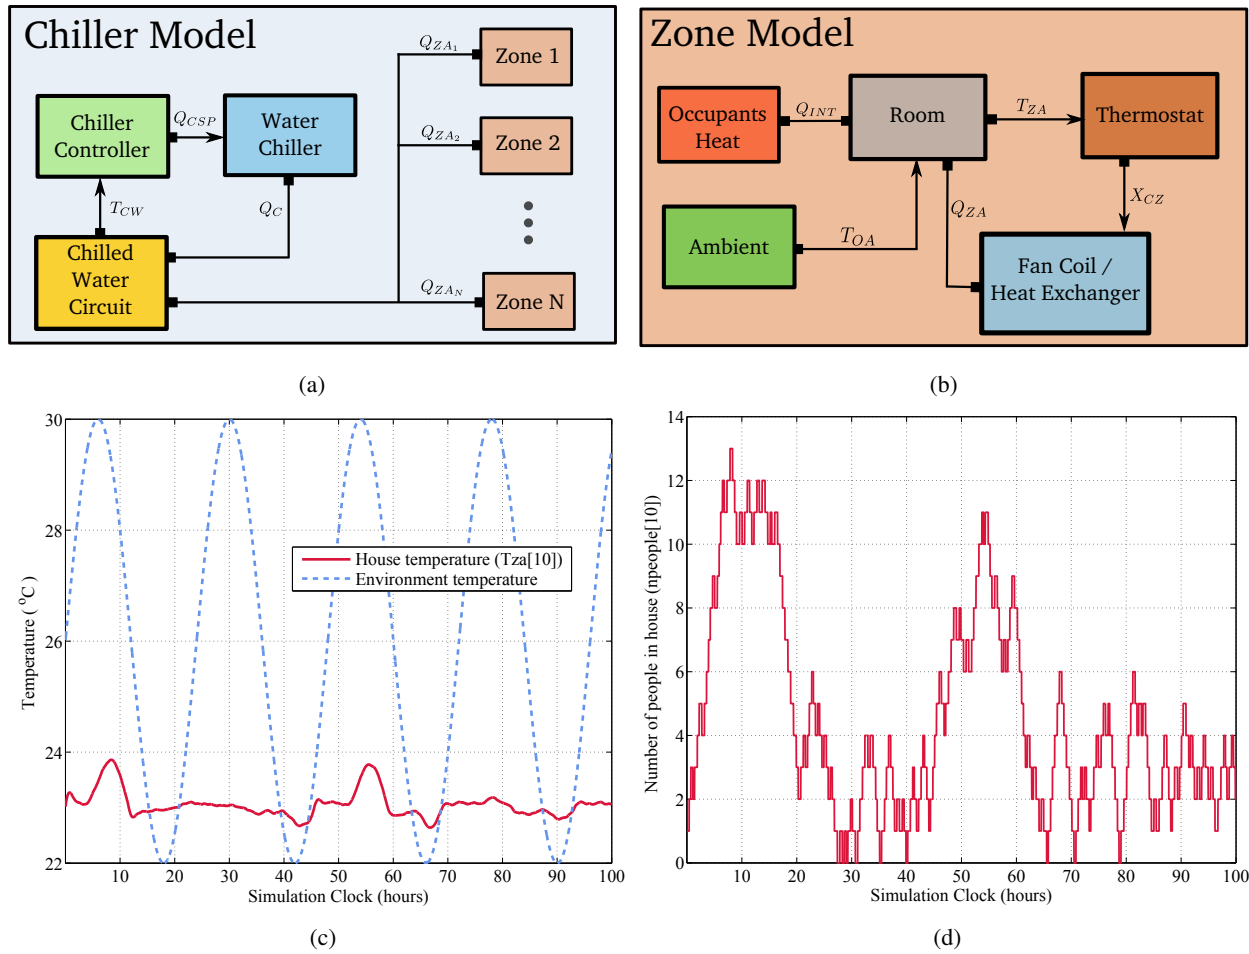 Chiller Model
Q_{ZA_1}
Zone 1
Chiller
Controller
Q_{CSP}
Water
Chiller
Q_{ZA_2}
Zone 2
T_{CW}
Q_C
Chilled
Water
Circuit
Q_{ZA_N}
Zone N
(a)
Zone Model
Occupants
Heat
Q_{INT}
Room
T_{ZA}
Thermostat
X_{CZ}
Ambient
T_{OA}
Q_{ZA}
Fan Coil /
Heat Exchanger
(b)
30
28
26
24
22
Temperature ( °C)
House temperature (Tza[10])
Environment temperature
10 20 30 40 50 60 70 80 90 100
Simulation Clock (hours)
(c)
14
12
10
8
6
4
2
0
Number of people in house (npeople[10])
10 20 30 40 50 60 70 80 90 100
Simulation Clock (hours)
(d)